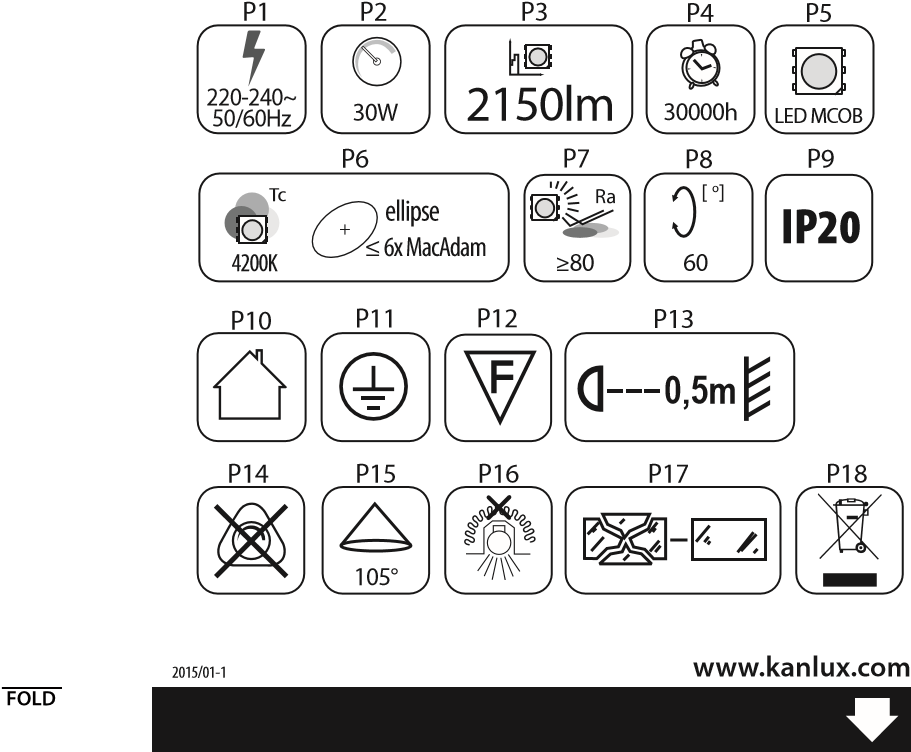 P1 P2 P3 P4 P5
220-240~
50/60Hz
30W
2150lm
30000h
LED MCOB
P6 P7 P8 P9
Tc
4200K
ellipse
≤ 6x MacAdam
Ra
≥80
[ º]
60
IP20
P10 P11 P12 P13
F
0,5m
P14 P15 P16 P17 P18
105°
2015/01-1
www.kanlux.com
FOLD